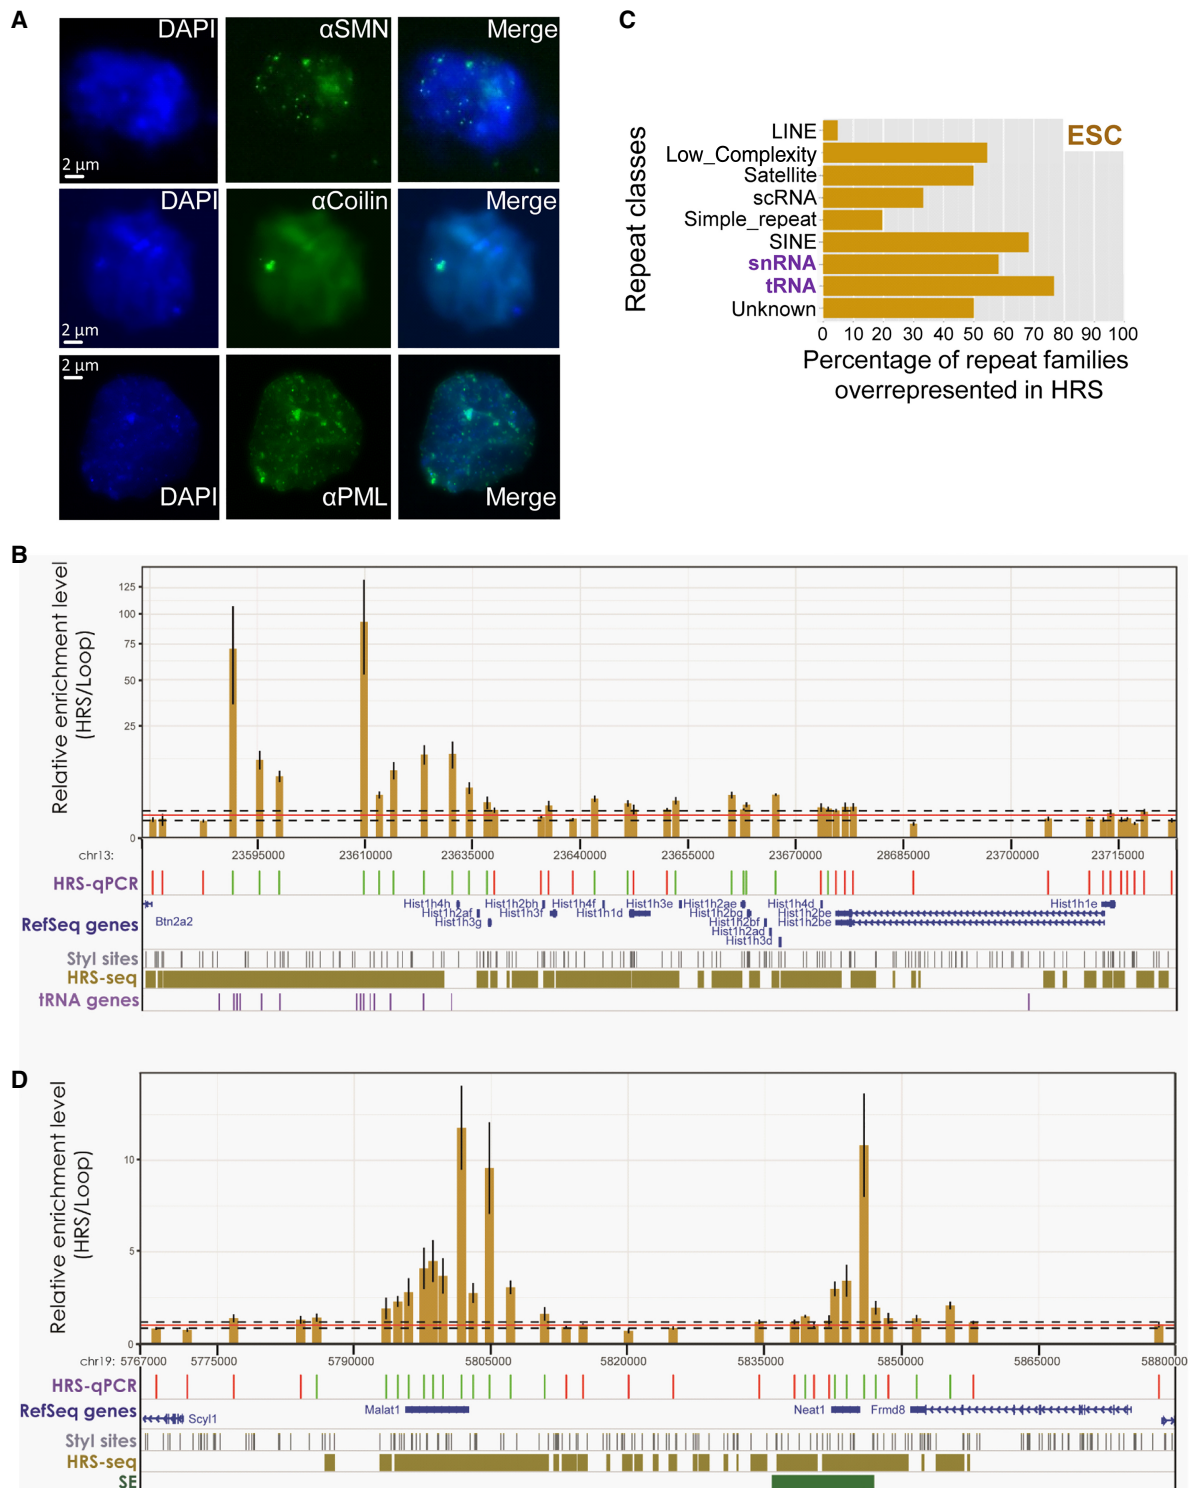 A
DAPI
αSMN
Merge
2 µm
DAPI
αCoilin
Merge
2 µm
2 µm
DAPI
αPML
Merge
C
Repeat classes
LINE
Low_Complexity
Satellite
scRNA
Simple_repeat
SINE
snRNA
tRNA
Unknown
ESC
0 10 20 30 40 50 60 70 80 90 100
Percentage of repeat families
overrepresented in HRS
B
Relative enrichment level
(HRS/Loop)
125
100
75
50
25
0
chr13:
23595000 23610000 23635000 23640000 23655000 23670000 28685000 23700000 23715000
HRS-qPCR
RefSeq genes
Btn2a2
Hist1h4h Hist1h2bh Hist1h4f Hist1h3e Hist1h2ae Hist1h4d Hist1h1e
Hist1h2af Hist1h3f Hist1h1d Hist1h2bg Hist1h2be
Hist1h3g Hist1h2bf Hist1h2be
Hist1h2ad
Hist1h3d
StyI sites
HRS-seq
tRNA genes
D
Relative enrichment level
(HRS/Loop)
10
5
0
chr19:
5767000 5775000 5790000 5805000 5820000 5835000 5850000 5865000 5880000
HRS-qPCR
RefSeq genes
Scyl1
Malat1
Neat1
Frmd8
StyI sites
HRS-seq
SE